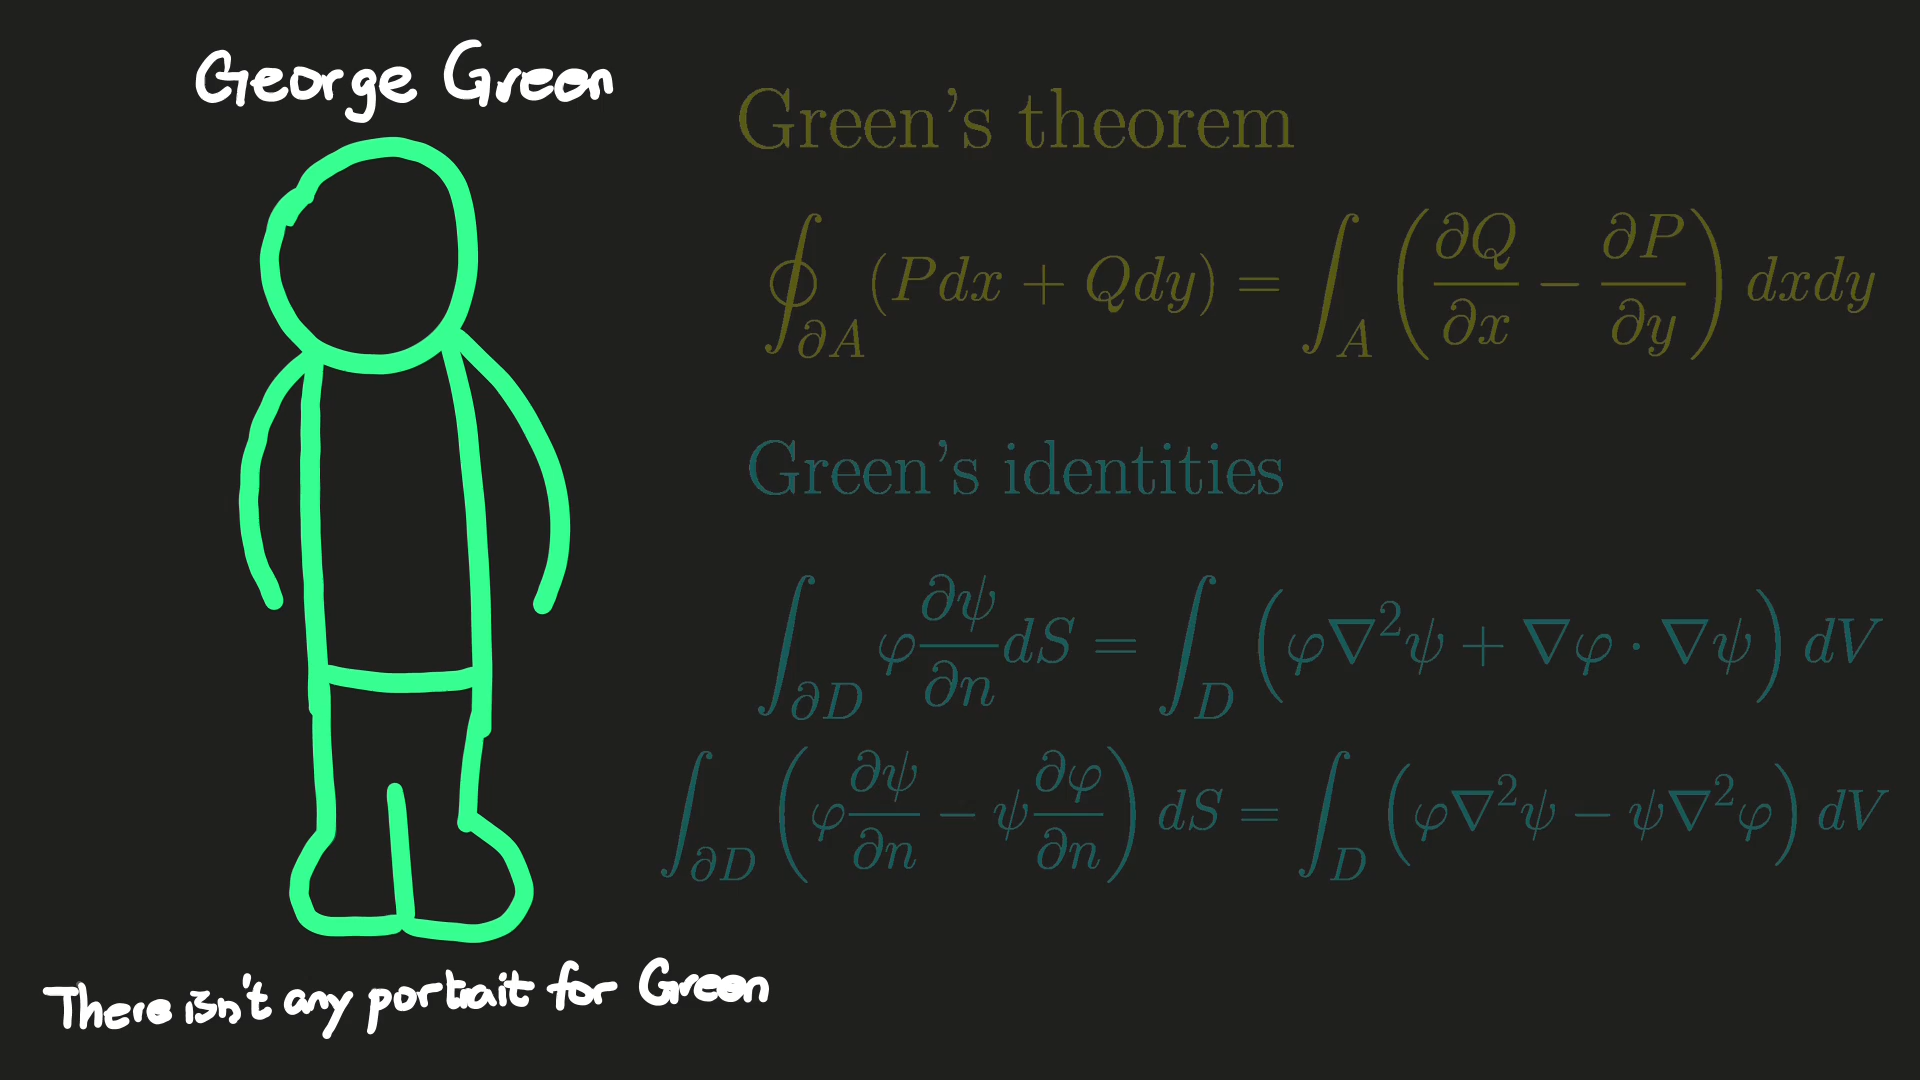 George Green
Green's theorem
∮_{∂A} (Pdx + Qdy) = ∫_A (∂Q/∂x − ∂P/∂y) dxdy
Green's identities
∫_{∂D} φ ∂ψ/∂n dS = ∫_D (φ∇²ψ + ∇φ · ∇ψ) dV
∫_{∂D} (φ ∂ψ/∂n − ψ ∂φ/∂n) dS = ∫_D (φ∇²ψ − ψ∇²φ) dV
There isn't any portrait for Green